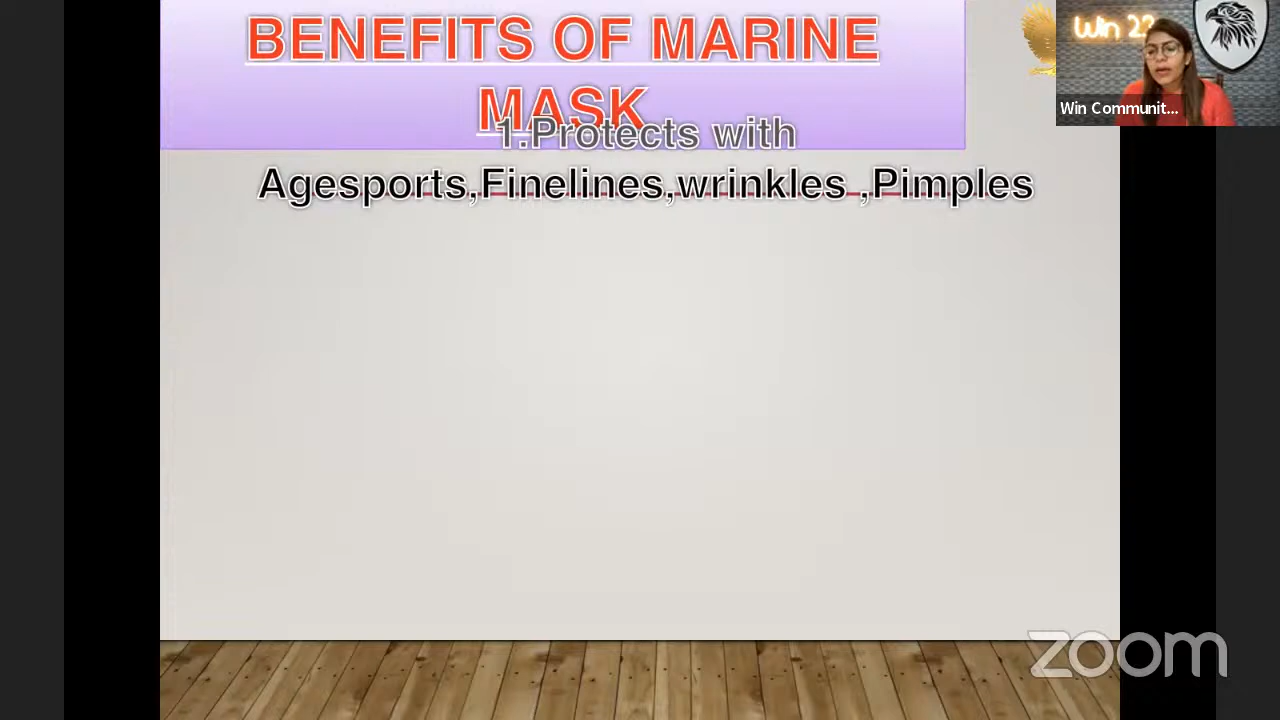 BENEFITS OF MARINE
MASK
1.Protects with
Agesports,Finelines,wrinkles ,Pimples
Win 22
Win Communit...
zoom